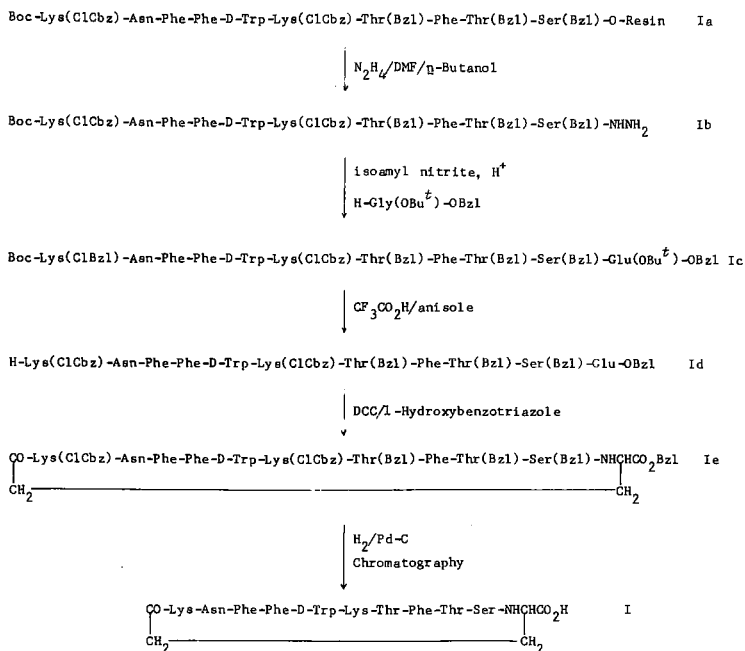 Boc-Lys(ClCbz)-Asn-Phe-Phe-D-Trp-Lys(ClCbz)-Thr(Bzl)-Phe-Thr(Bzl)-Ser(Bzl)-O-Resin Ia
N2H4/DMF/n-Butanol
Boc-Lys(ClCbz)-Asn-Phe-Phe-D-Trp-Lys(ClCbz)-Thr(Bzl)-Phe-Thr(Bzl)-Ser(Bzl)-NHNH2 Ib
isoamyl nitrite, H+
H-Gly(OBut)-OBzl
Boc-Lys(ClBzl)-Asn-Phe-Phe-D-Trp-Lys(ClCbz)-Thr(Bzl)-Phe-Thr(Bzl)-Ser(Bzl)-Glu(OBut)-OBzl Ic
CF3CO2H/anisole
H-Lys(ClCbz)-Asn-Phe-Phe-D-Trp-Lys(ClCbz)-Thr(Bzl)-Phe-Thr(Bzl)-Ser(Bzl)-Glu-OBzl Id
DCC/1-Hydroxybenzotriazole
CO-Lys(ClCbz)-Asn-Phe-Phe-D-Trp-Lys(ClCbz)-Thr(Bzl)-Phe-Thr(Bzl)-Ser(Bzl)-NHCHCO2Bzl Ie
CH2 CH2
H2/Pd-C
Chromatography
CO-Lys-Asn-Phe-Phe-D-Trp-Lys-Thr-Phe-Thr-Ser-NHCHCO2H I
CH2 CH2